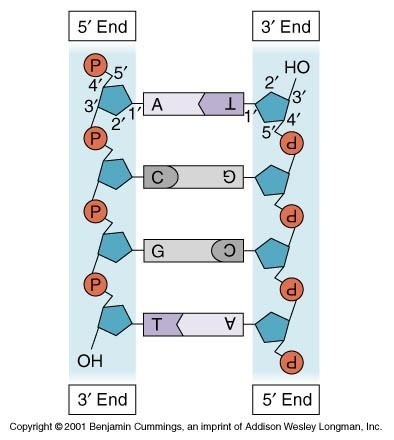 5′ End 3′ End
HO
P 5′
4′ 2′
3′ A T 3′
1′ 1′ 4′
2′ 5′
P P
C G
P P
G C
P P
T A
OH P
3′ End 5′ End
Copyright © 2001 Benjamin Cummings, an imprint of Addison Wesley Longman, Inc.